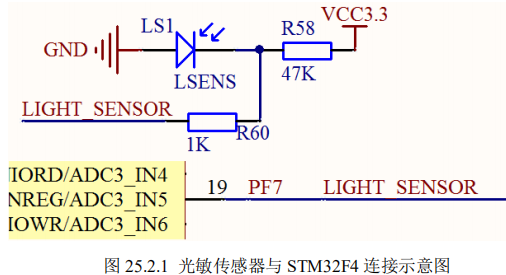 LS1
R58
VCC3.3
GND
LSENS
47K
LIGHT_SENSOR
1K
R60
IIORD/ADC3_IN4
19 PF7 LIGHT_SENSOR
NREG/ADC3_IN5
IOWR/ADC3_IN6
图 25.2.1 光敏传感器与 STM32F4 连接示意图